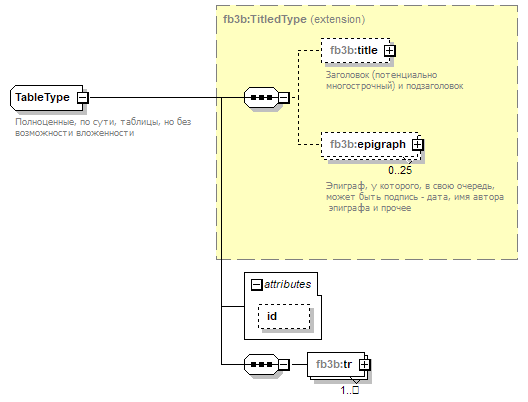 fb3b:TitledType (extension)
fb3b:title
Заголовок (потенциально
многострочный) и подзаголовок
TableType
Полноценные, по сути, таблицы, но без
возможности вложенности
fb3b:epigraph
0..25
Эпиграф, у которого, в свою очередь,
может быть подпись - дата, имя автора
эпиграфа и прочее
attributes
id
fb3b:tr
1..